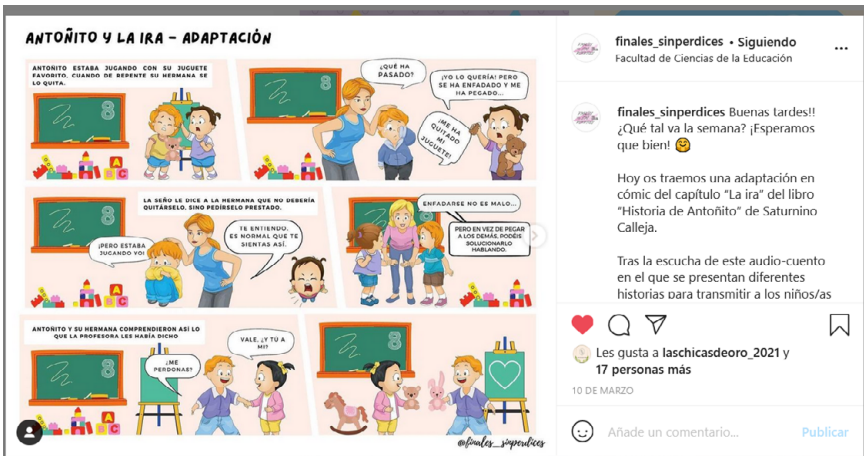 ANTOÑITO Y LA IRA - ADAPTACIÓN
ANTOÑITO ESTABA JUGANDO CON SU JUGUETE
FAVORITO, CUANDO DE REPENTE SU HERMANA SE
LO QUITA.
8
A
B C
¿QUÉ HA
PASADO?
¡YO LO QUERÍA! PERO
SE HA ENFADADO Y ME
HA PEGADO...
¡ME HA
QUITADO
MI
JUGUETE!
8
A
B C
LA SEÑO LE DICE A LA HERMANA QUE NO DEBERÍA
QUITÁRSELO, SINO PEDÍRSELO PRESTADO.
8
¡PERO ESTABA
JUGANDO YO!
TE ENTIENDO,
ES NORMAL QUE TE
SIENTAS ASÍ.
A
B C
ENFADARSE NO ES MALO...
PERO EN VEZ DE PEGAR
A LOS DEMÁS, PODÉIS
SOLUCIONARLO
HABLANDO.
8
A
B C
ANTOÑITO Y SU HERMANA COMPRENDIERON ASÍ LO
QUE LA PROFESORA LES HABÍA DICHO
8
¿ME
PERDONAS?
VALE, ¿Y TÚ A
MI?
A
B C
8
@finales_sinperdices
finales_sinperdices • Siguiendo
Facultad de Ciencias de la Educación
finales_sinperdices Buenas tardes!!
¿Qué tal va la semana? ¡Esperamos
que bien! 🤗
Hoy os traemos una adaptación en
cómic del capítulo "La ira" del libro
"Historia de Antoñito" de Saturnino
Calleja.
Tras la escucha de este audio-cuento
en el que se presentan diferentes
historias para transmitir a los niños/as
Les gusta a laschicasdeoro_2021 y
17 personas más
10 DE MARZO
Añade un comentario...
Publicar